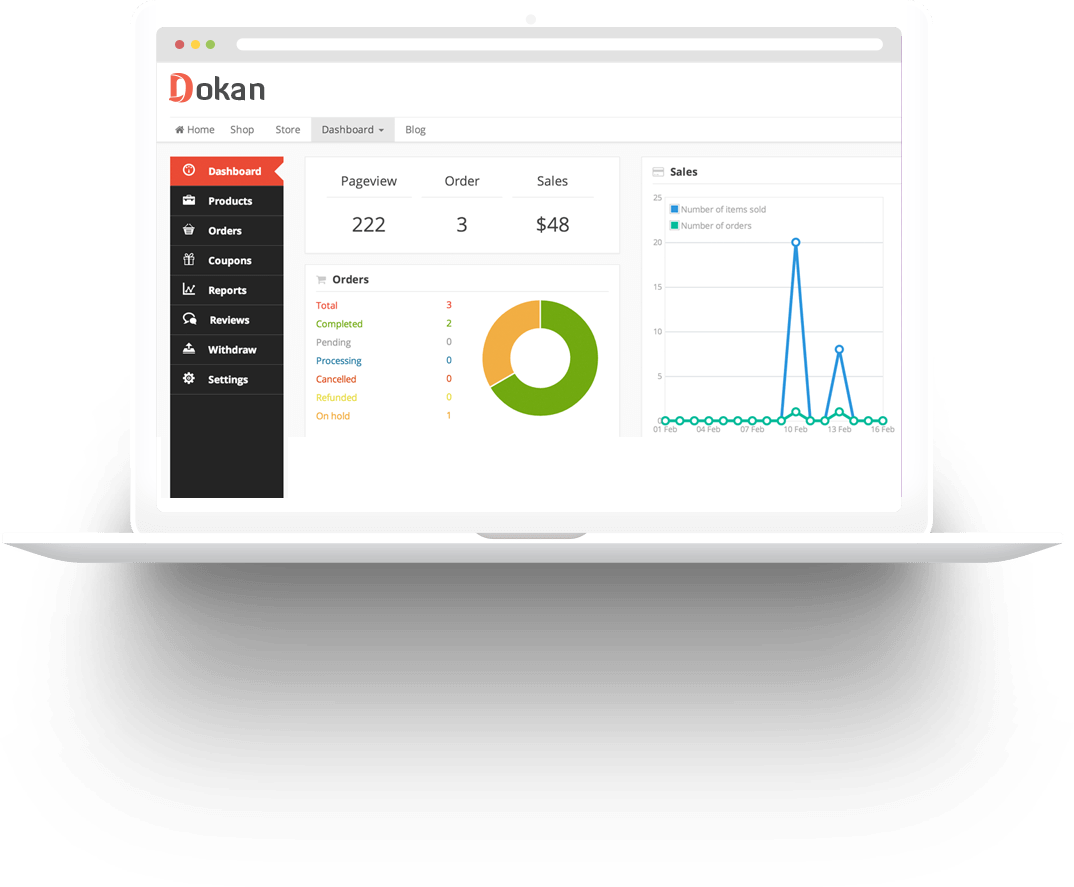 Dokan
Home Shop Store Dashboard Blog
Dashboard
Products
Orders
Coupons
Reports
Reviews
Withdraw
Settings
Pageview Order Sales
222 3 $48
Orders
Total 3
Completed 2
Pending 0
Processing 0
Cancelled 0
Refunded 0
On hold 1
Sales
25
Number of items sold
Number of orders
20
15
10
5
0
01 Feb 04 Feb 07 Feb 10 Feb 13 Feb 16 Feb